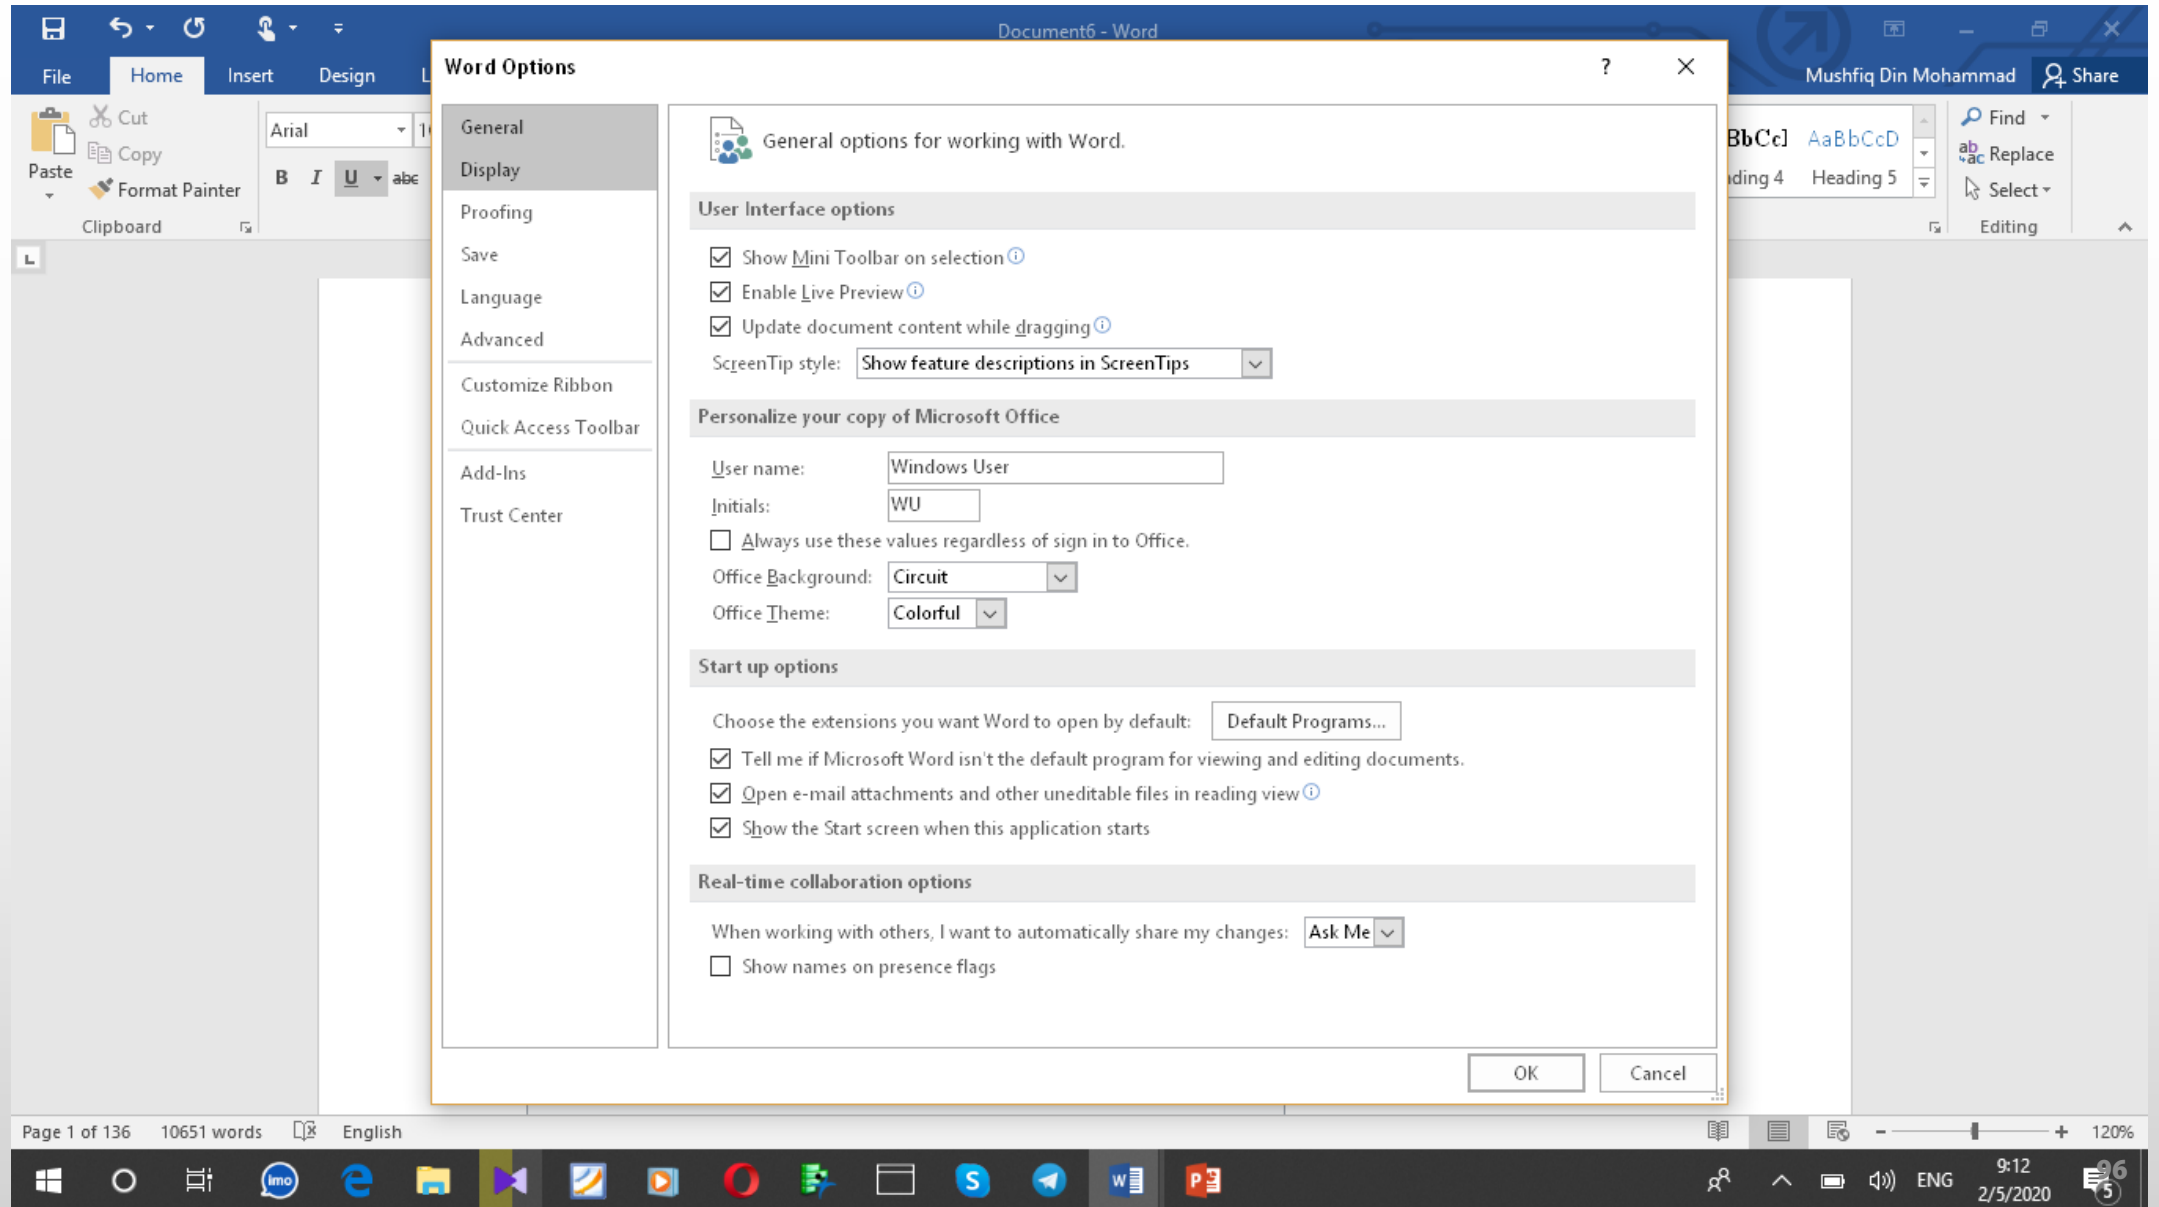 Document6 - Word
File Home Insert Design L
Mushfiq Din Mohammad Share
Paste
Cut
Copy
Format Painter
Clipboard
Arial
B I U abc
BbCcI AaBbCcD
ding 4 Heading 5
Find
Replace
Select
Editing
Word Options
?
General
Display
Proofing
Save
Language
Advanced
Customize Ribbon
Quick Access Toolbar
Add-Ins
Trust Center
General options for working with Word.
User Interface options
Show Mini Toolbar on selection
Enable Live Preview
Update document content while dragging
ScreenTip style: Show feature descriptions in ScreenTips
Personalize your copy of Microsoft Office
User name: Windows User
Initials: WU
Always use these values regardless of sign in to Office.
Office Background: Circuit
Office Theme: Colorful
Start up options
Choose the extensions you want Word to open by default: Default Programs...
Tell me if Microsoft Word isn't the default program for viewing and editing documents.
Open e-mail attachments and other uneditable files in reading view
Show the Start screen when this application starts
Real-time collaboration options
When working with others, I want to automatically share my changes: Ask Me
Show names on presence flags
OK Cancel
Page 1 of 136 10651 words English
120%
imo
ENG
9:12
2/5/2020
96
5